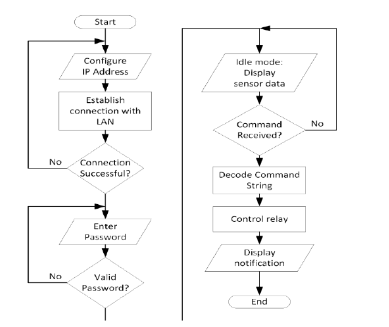 Start
Configure
IP Address
Establish
connection with
LAN
No
Connection
Successful?
Enter
Password
No
Valid
Password?
Idle mode:
Display
sensor data
Command
Received?
No
Decode Command
String
Control relay
Display
notification
End